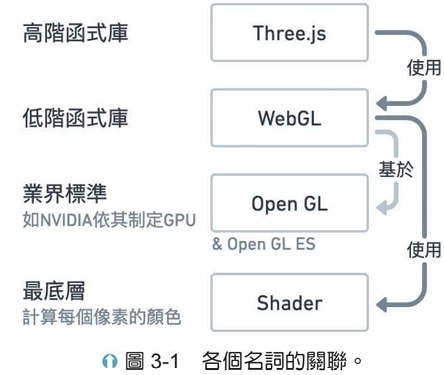 高階函式庫
Three.js
使用
低階函式庫
WebGL
基於
業界標準
如NVIDIA依其制定GPU
Open GL
& Open GL ES
使用
最底層
計算每個像素的顏色
Shader
圖 3-1 各個名詞的關聯。